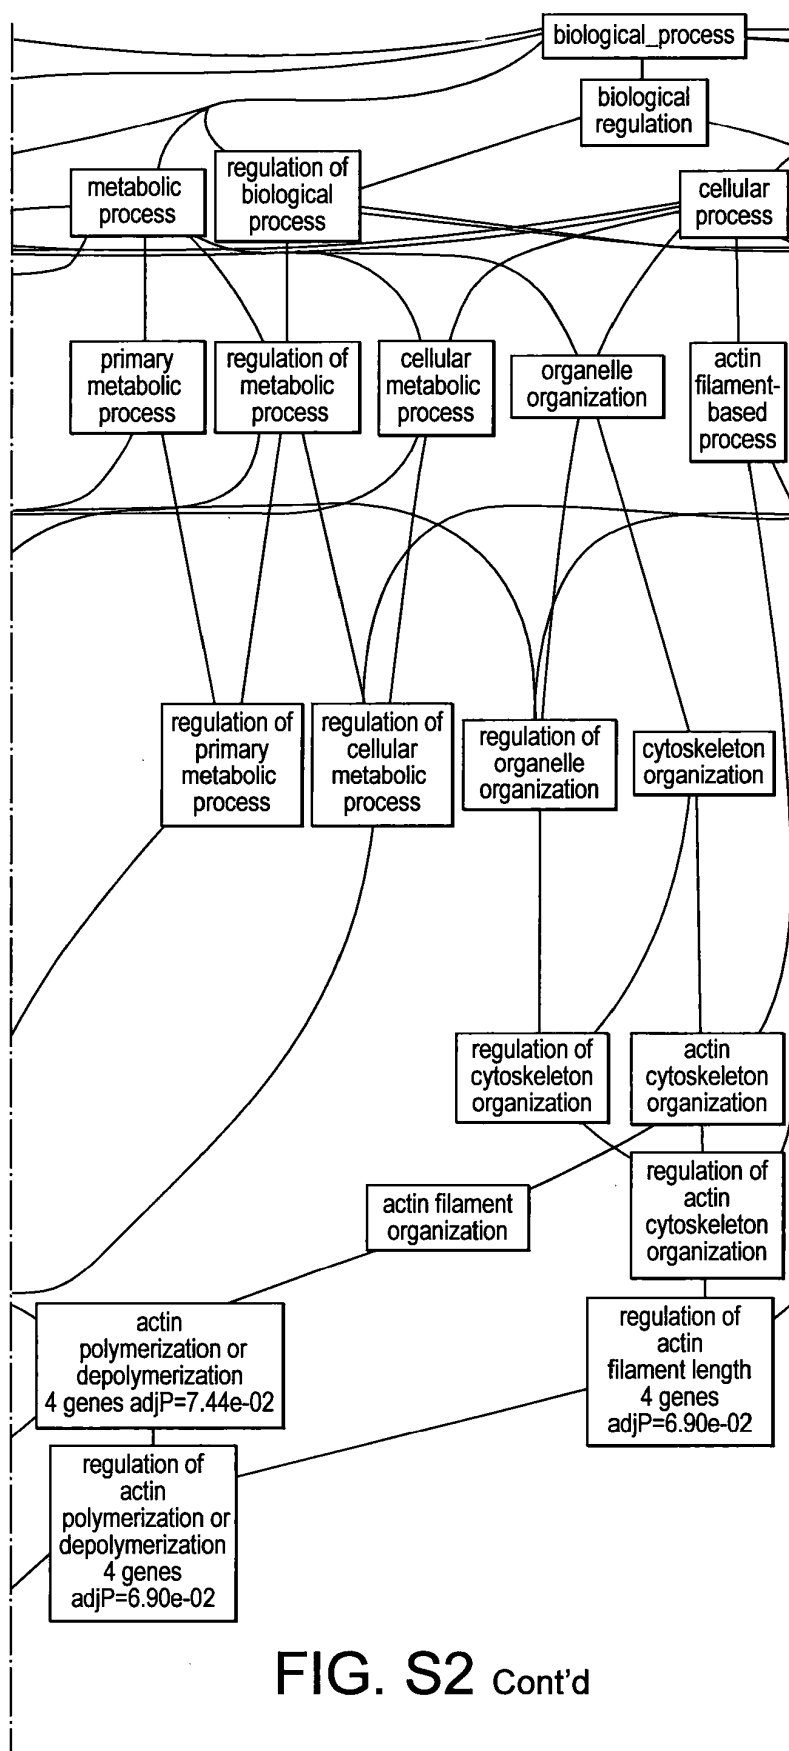 biological_process
biological
regulation
metabolic
process
regulation of
biological
process
cellular
process
primary
metabolic
process
regulation of
metabolic
process
cellular
metabolic
process
organelle
organization
actin
filament-
based
process
regulation of
primary
metabolic
process
regulation of
cellular
metabolic
process
regulation of
organelle
organization
cytoskeleton
organization
regulation of
cytoskeleton
organization
actin
cytoskeleton
organization
actin filament
organization
regulation of
actin
cytoskeleton
organization
actin
polymerization or
depolymerization
4 genes adjP=7.44e-02
regulation of
actin
filament length
4 genes
adjP=6.90e-02
regulation of
actin
polymerization or
depolymerization
4 genes
adjP=6.90e-02
FIG. S2 Cont'd